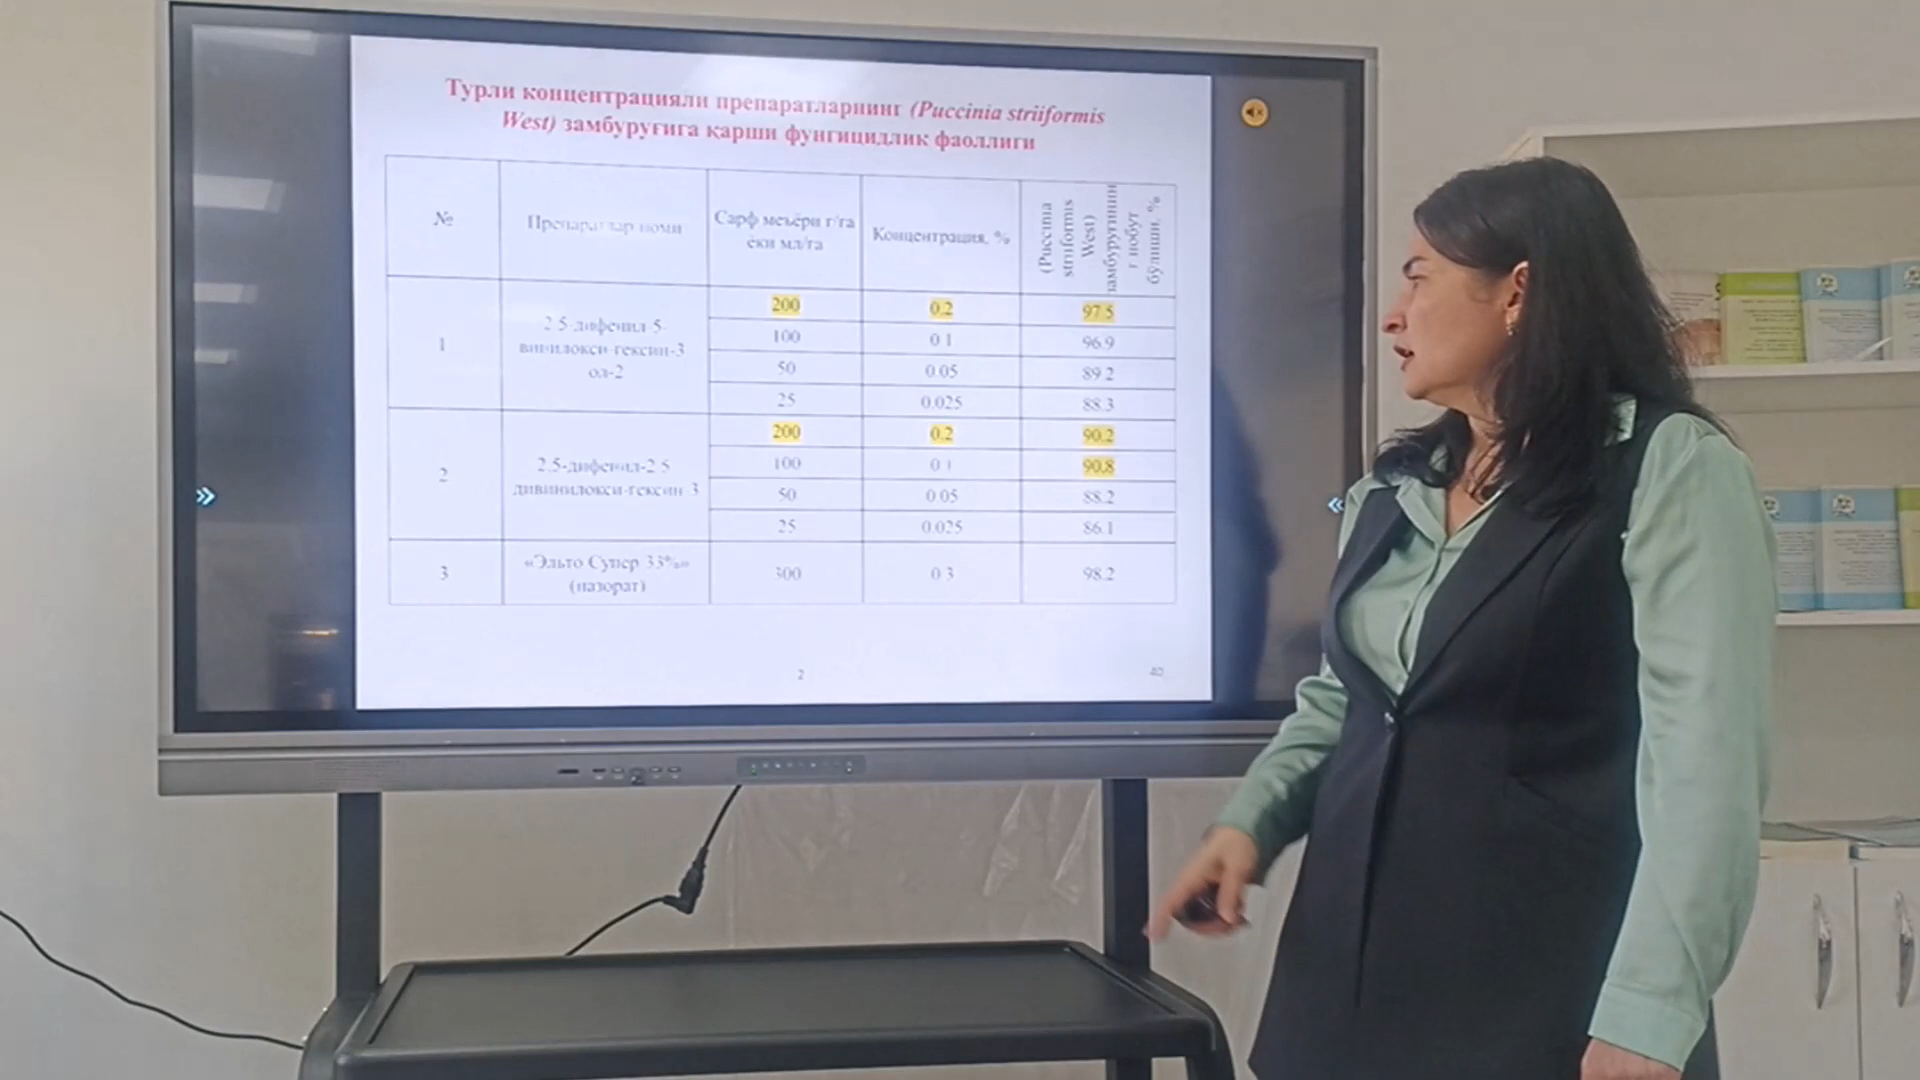 Турли концентрацияли препаратларнинг (Puccinia striiformis
West) замбуруғига қарши фунгицидлик фаоллиги
№
Препаратлар номи
Сарф меъёри г/га
ёки мл/га
Концентрация, %
(Puccinia
striiformis
West)
замбуруғинин
г нобут
бўлиши, %
1
2.5-дифенил-5-
винилокси-гексин-3
ол-2
200 0.2 97.5
100 0.1 96.9
50 0.05 89.2
25 0.025 88.3
2
2.5-дифенил-2.5
дивинилокси-гексин-3
200 0.2 90.2
100 0.1 90.8
50 0.05 88.2
25 0.025 86.1
3
«Эльто Супер 33%»
(назорат)
300 0.3 98.2
2
40